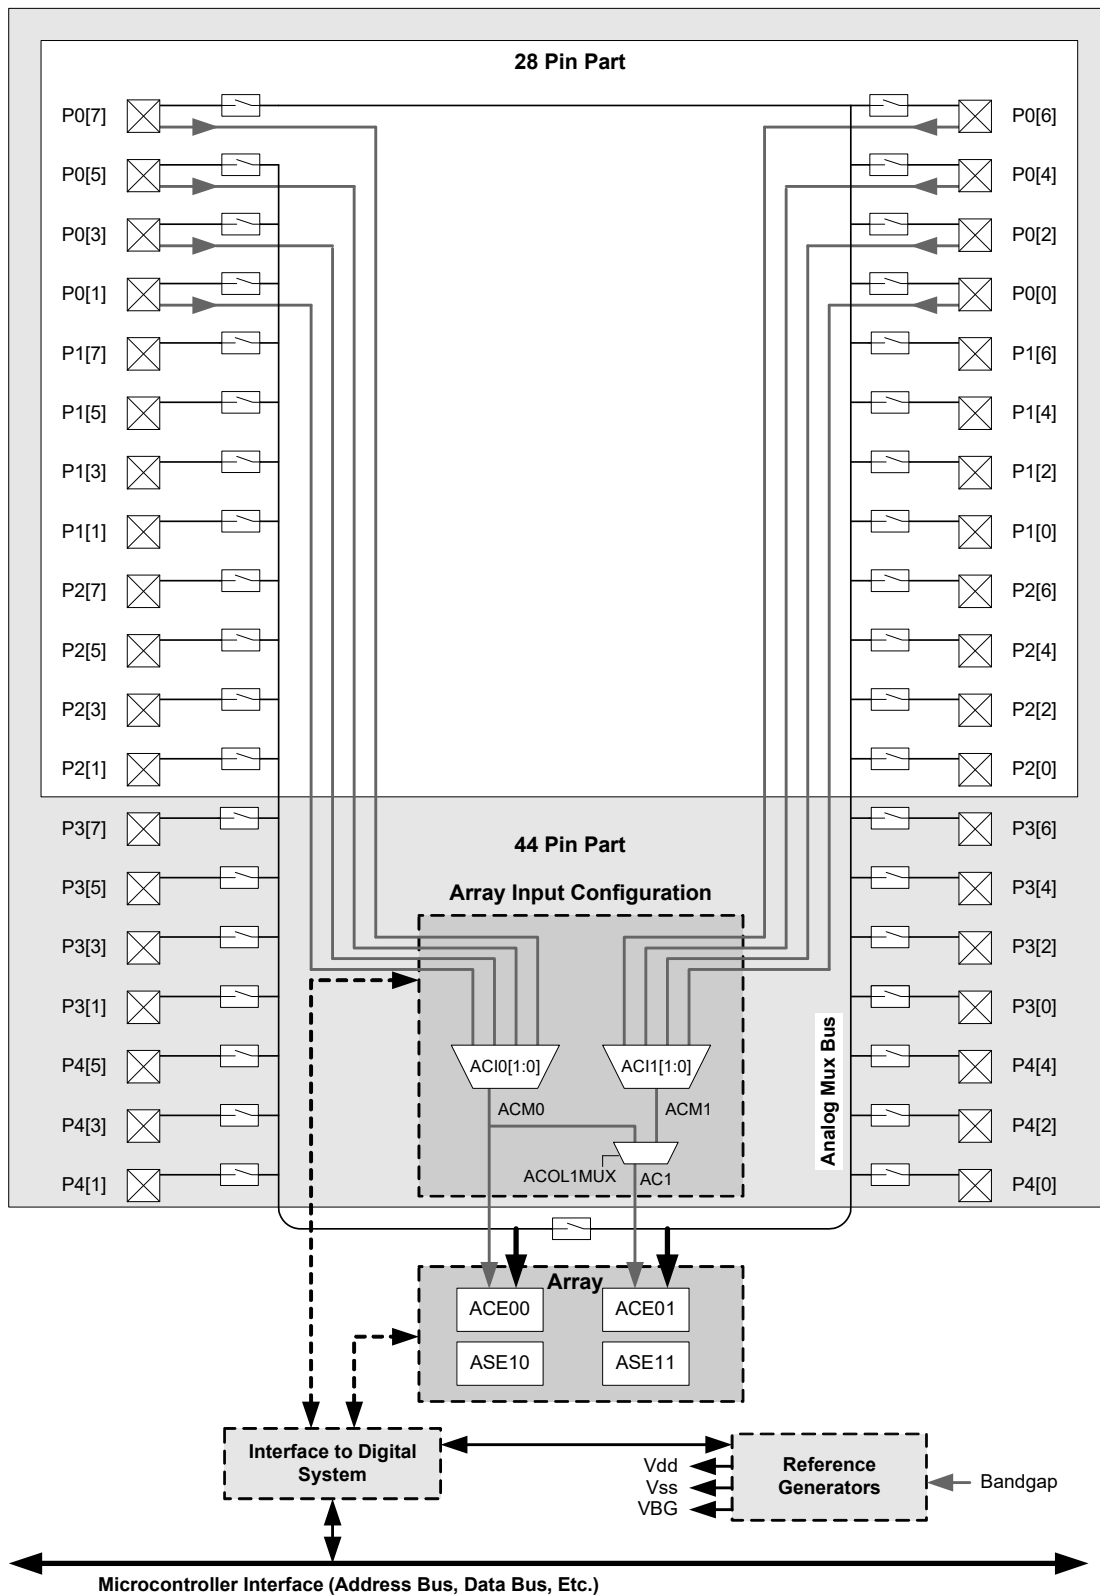 28 Pin Part
P0[7]
P0[6]
P0[5]
P0[4]
P0[3]
P0[2]
P0[1]
P0[0]
P1[7]
P1[6]
P1[5]
P1[4]
P1[3]
P1[2]
P1[1]
P1[0]
P2[7]
P2[6]
P2[5]
P2[4]
P2[3]
P2[2]
P2[1]
P2[0]
P3[7]
P3[6]
44 Pin Part
P3[5]
P3[4]
Array Input Configuration
P3[3]
P3[2]
P3[1]
P3[0]
Analog Mux Bus
P4[5]
P4[4]
ACI0[1:0]
ACI1[1:0]
ACM0
ACM1
P4[3]
P4[2]
ACOL1MUX
AC1
P4[1]
P4[0]
Array
ACE00
ACE01
ASE10
ASE11
Interface to Digital
System
Vdd
Vss
VBG
Reference
Generators
Bandgap
Microcontroller Interface (Address Bus, Data Bus, Etc.)